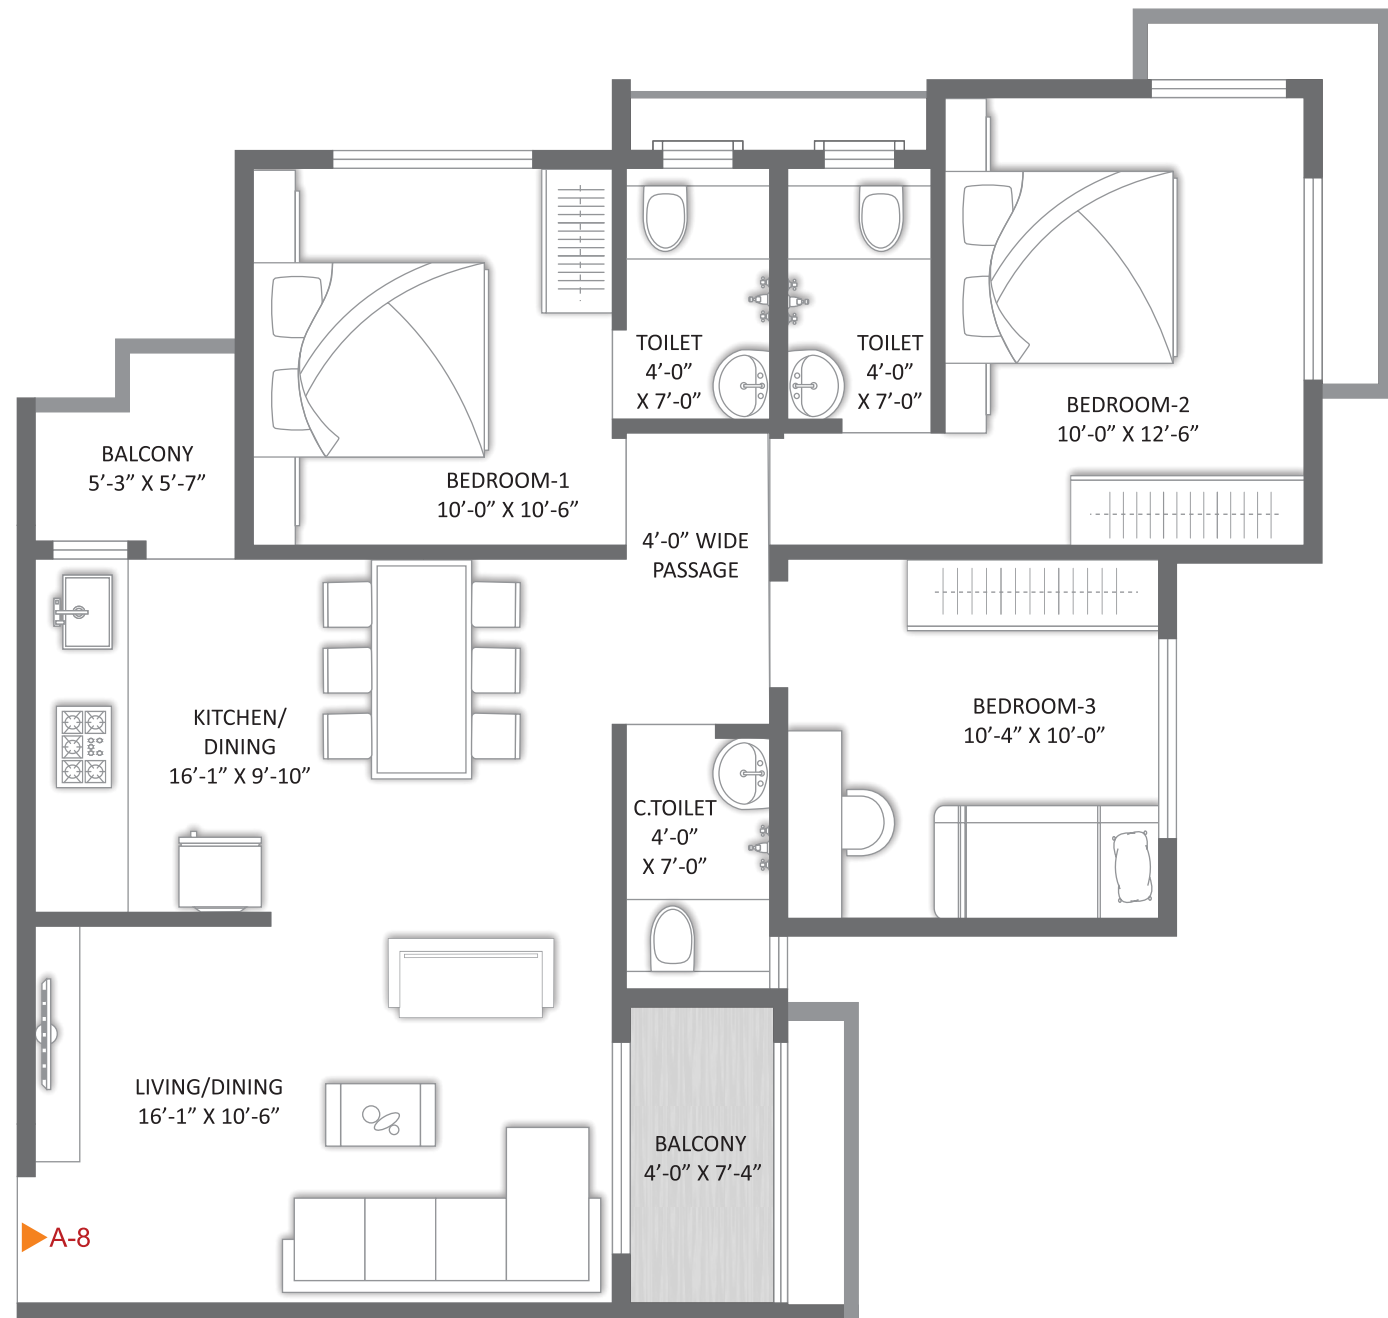 TOILET
4'-0”
X 7'-0”
TOILET
4'-0”
X 7'-0”
BEDROOM-2
10'-0” X 12'-6”
BALCONY
5'-3” X 5'-7”
BEDROOM-1
10'-0” X 10'-6”
4'-0” WIDE
PASSAGE
KITCHEN/
DINING
16'-1” X 9'-10”
BEDROOM-3
10'-4” X 10'-0”
C.TOILET
4'-0”
X 7'-0”
LIVING/DINING
16'-1” X 10'-6”
BALCONY
4'-0” X 7'-4”
A-8